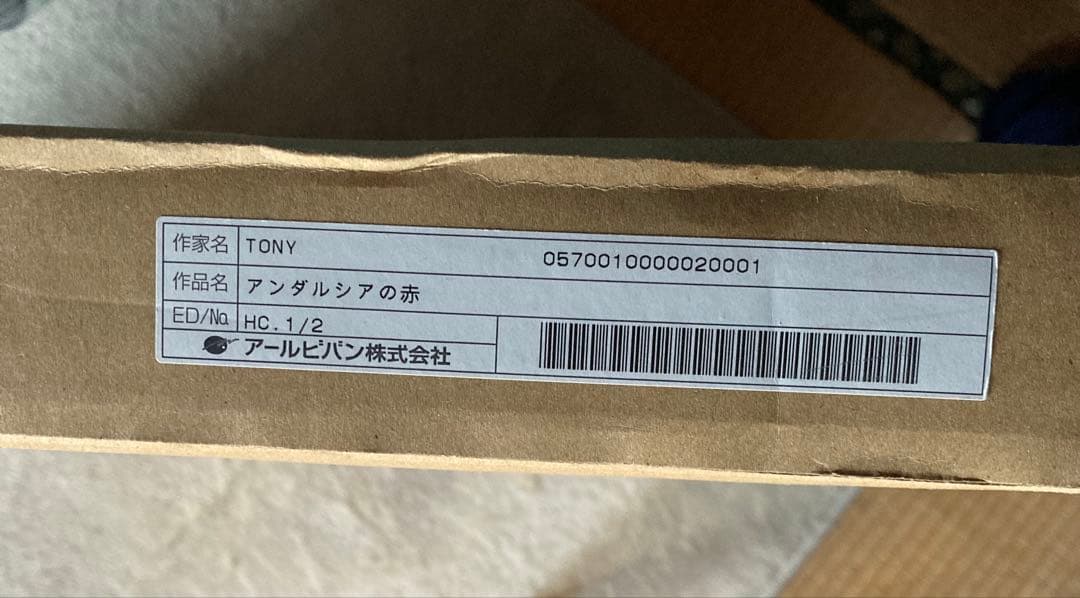 作家名 TONY 0570010000020001
作品名 アンダルシアの赤
ED/№ HC.1/2
アールビバン株式会社